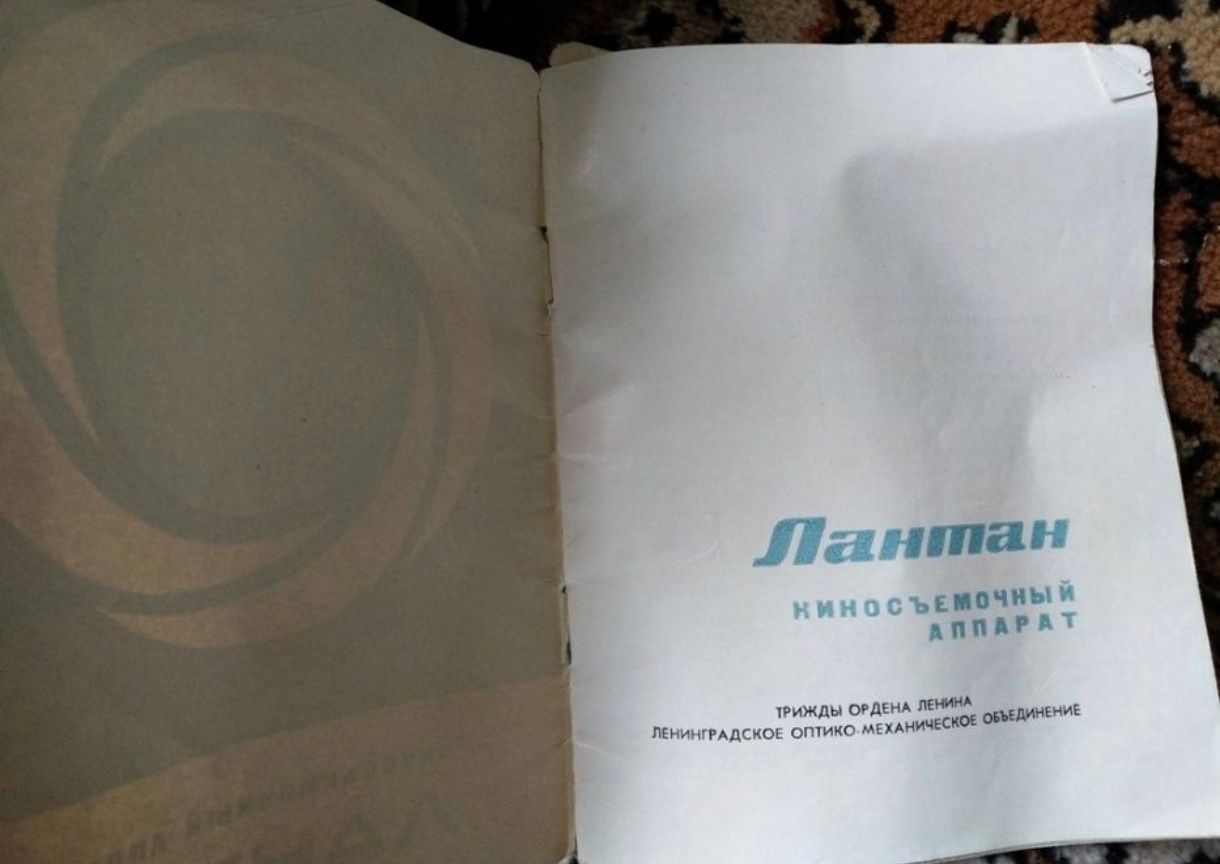 Лантан
КИНОСЪЕМОЧНЫЙ
АППАРАТ
ТРИЖДЫ ОРДЕНА ЛЕНИНА
ЛЕНИНГРАДСКОЕ ОПТИКО-МЕХАНИЧЕСКОЕ ОБЪЕДИНЕНИЕ